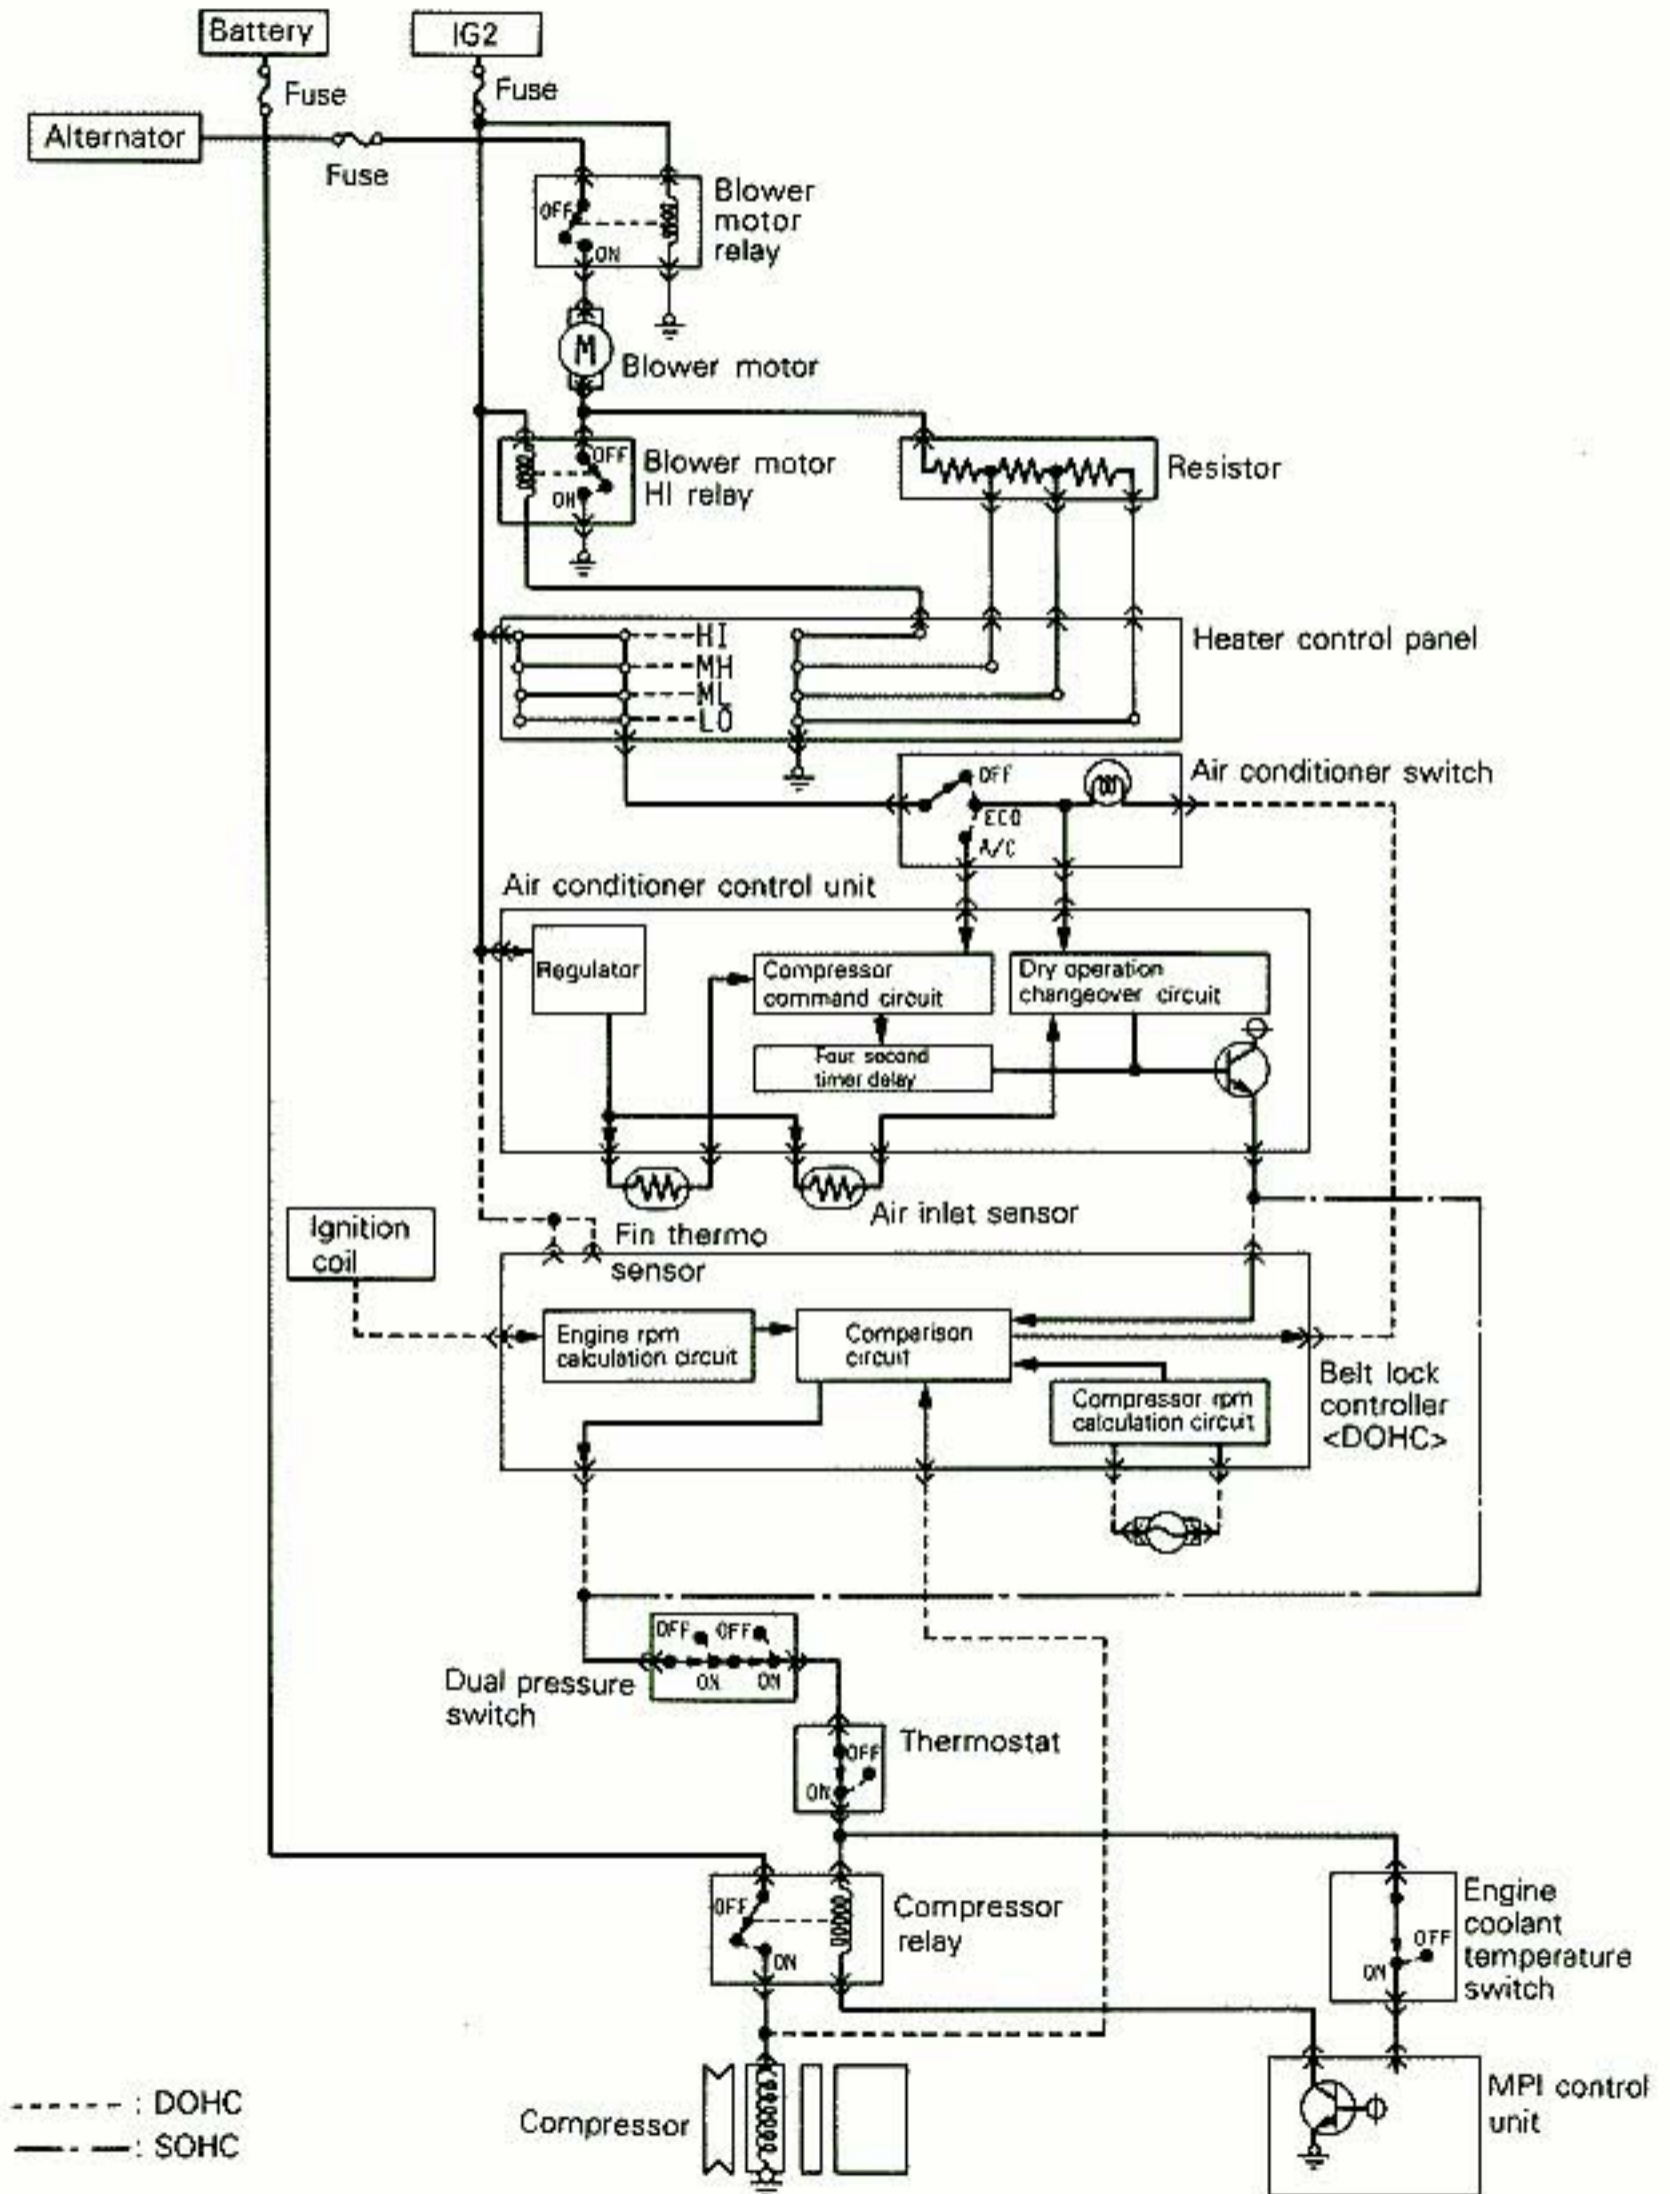 Battery
IG2
Fuse
Fuse
Alternator
Fuse
Blower
motor
relay
OFF
ON
M
Blower motor
OFF
ON
Blower motor
HI relay
Resistor
HI
MH
ML
LO
Heater control panel
OFF
ECO
A/C
Air conditioner switch
Air conditioner control unit
Regulator
Compressor
command circuit
Dry operation
changeover circuit
Four second
timer delay
Air inlet sensor
Ignition
coil
Fin thermo
sensor
Engine rpm
calculation circuit
Comparison
circuit
Compressor rpm
calculation circuit
Belt lock
controller
<DOHC>
OFF OFF
ON ON
Dual pressure
switch
OFF
ON
Thermostat
OFF
ON
Compressor
relay
OFF
ON
Engine
coolant
temperature
switch
Compressor
MPI control
unit
: DOHC
: SOHC